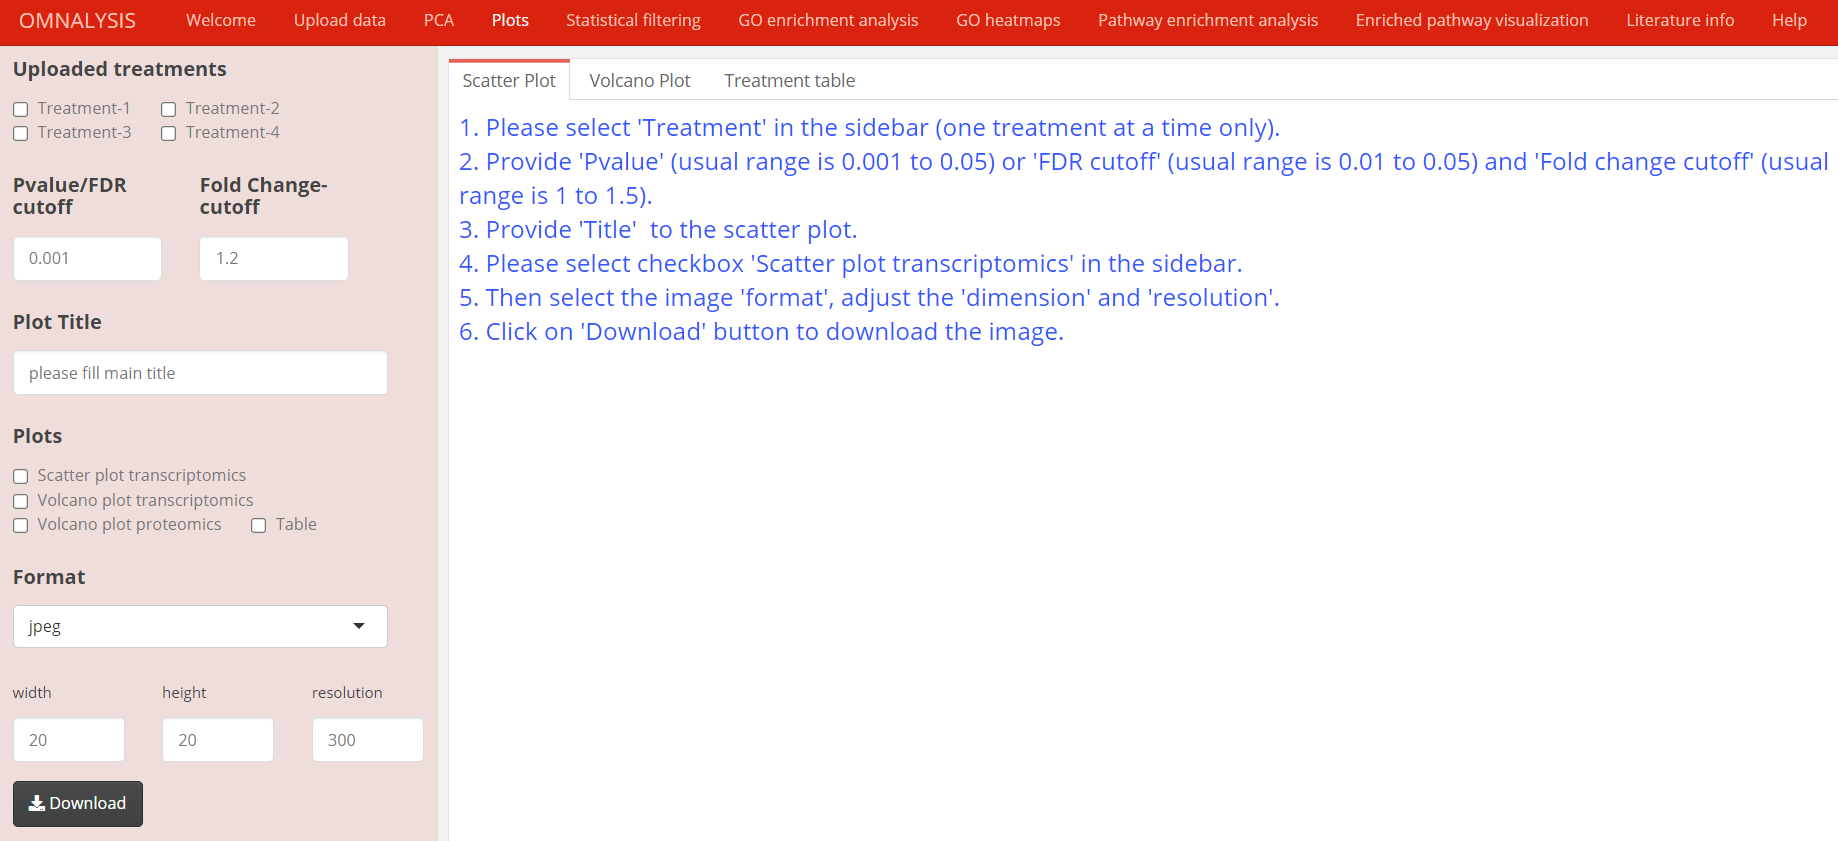 OMNALYSIS Welcome Upload data PCA Plots Statistical filtering GO enrichment analysis GO heatmaps Pathway enrichment analysis Enriched pathway visualization Literature info Help
Uploaded treatments
Treatment-1 Treatment-2
Treatment-3 Treatment-4
Pvalue/FDR
cutoff
Fold Change-
cutoff
0.001 1.2
Plot Title
please fill main title
Plots
Scatter plot transcriptomics
Volcano plot transcriptomics
Volcano plot proteomics Table
Format
jpeg
width height resolution
20 20 300
Download
Scatter Plot Volcano Plot Treatment table
1. Please select 'Treatment' in the sidebar (one treatment at a time only).
2. Provide 'Pvalue' (usual range is 0.001 to 0.05) or 'FDR cutoff' (usual range is 0.01 to 0.05) and 'Fold change cutoff' (usual
range is 1 to 1.5).
3. Provide 'Title' to the scatter plot.
4. Please select checkbox 'Scatter plot transcriptomics' in the sidebar.
5. Then select the image 'format', adjust the 'dimension' and 'resolution'.
6. Click on 'Download' button to download the image.